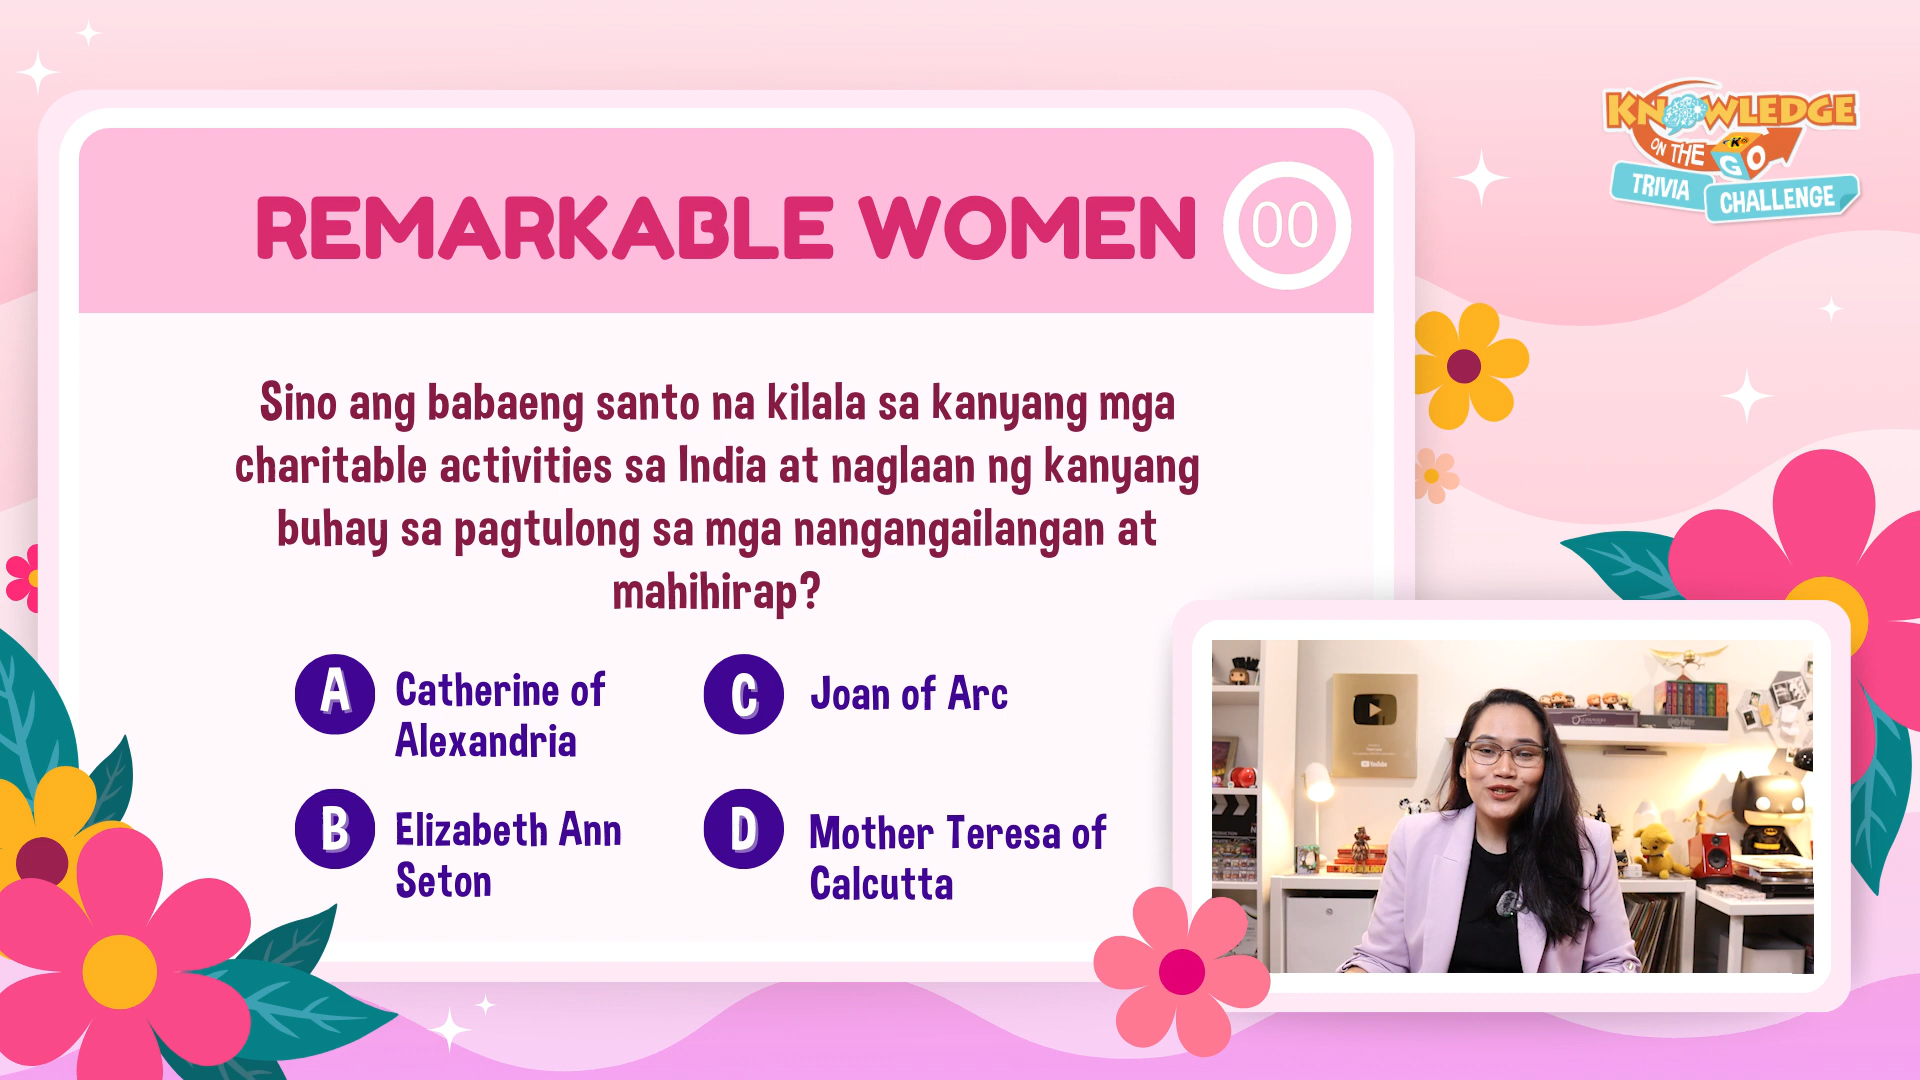 KNOWLEDGE
ON THE GO
TRIVIA
CHALLENGE
REMARKABLE WOMEN
00
Sino ang babaeng santo na kilala sa kanyang mga
charitable activities sa India at naglaan ng kanyang
buhay sa pagtulong sa mga nangangailangan at
mahihirap?
A
Catherine of
Alexandria
B
Elizabeth Ann
Seton
C
Joan of Arc
D
Mother Teresa of
Calcutta
YouTube